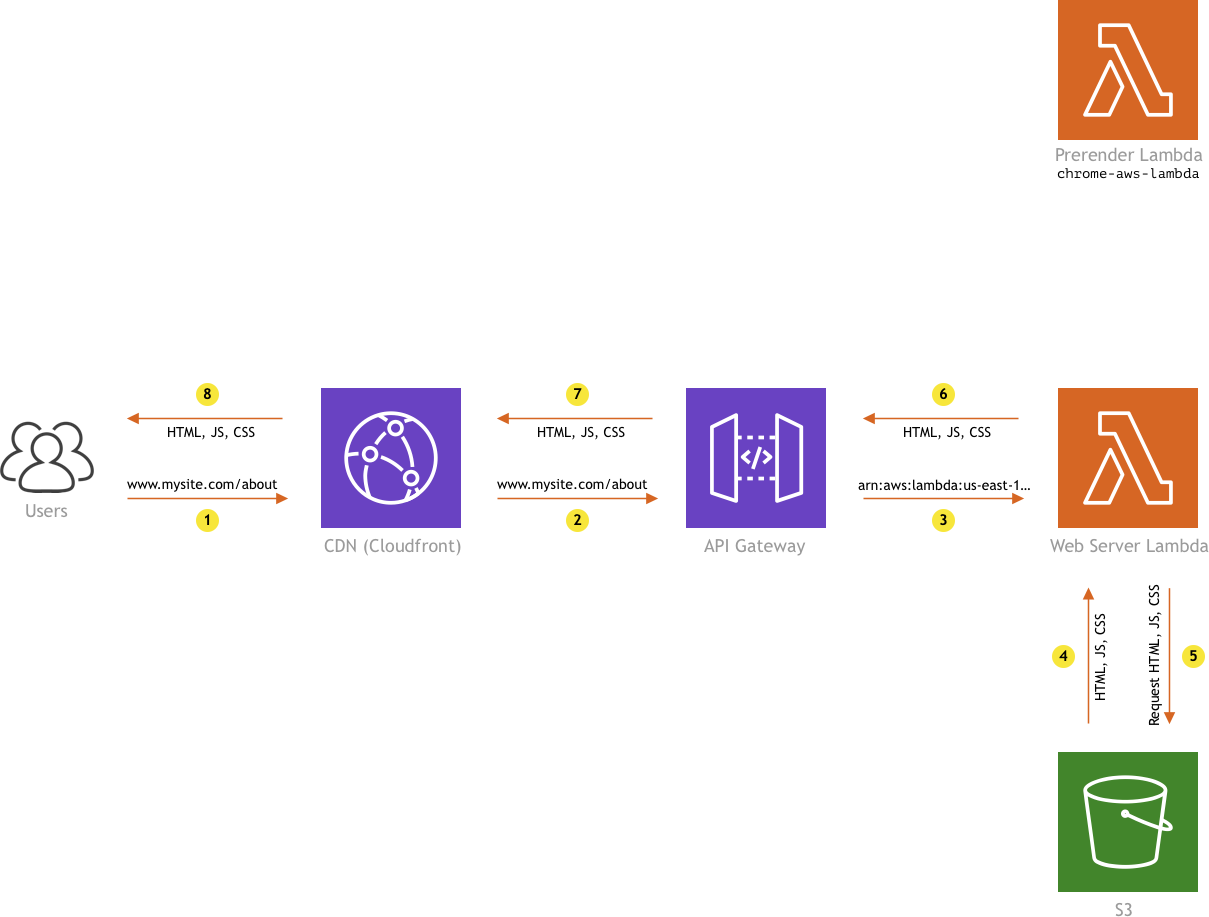 Prerender Lambda
chrome-aws-lambda
8
7
6
HTML, JS, CSS
HTML, JS, CSS
HTML, JS, CSS
www.mysite.com/about
www.mysite.com/about
arn:aws:lambda:us-east-1…
1
2
3
Users
CDN (Cloudfront)
API Gateway
Web Server Lambda
4
HTML, JS, CSS
Request HTML, JS, CSS
5
S3